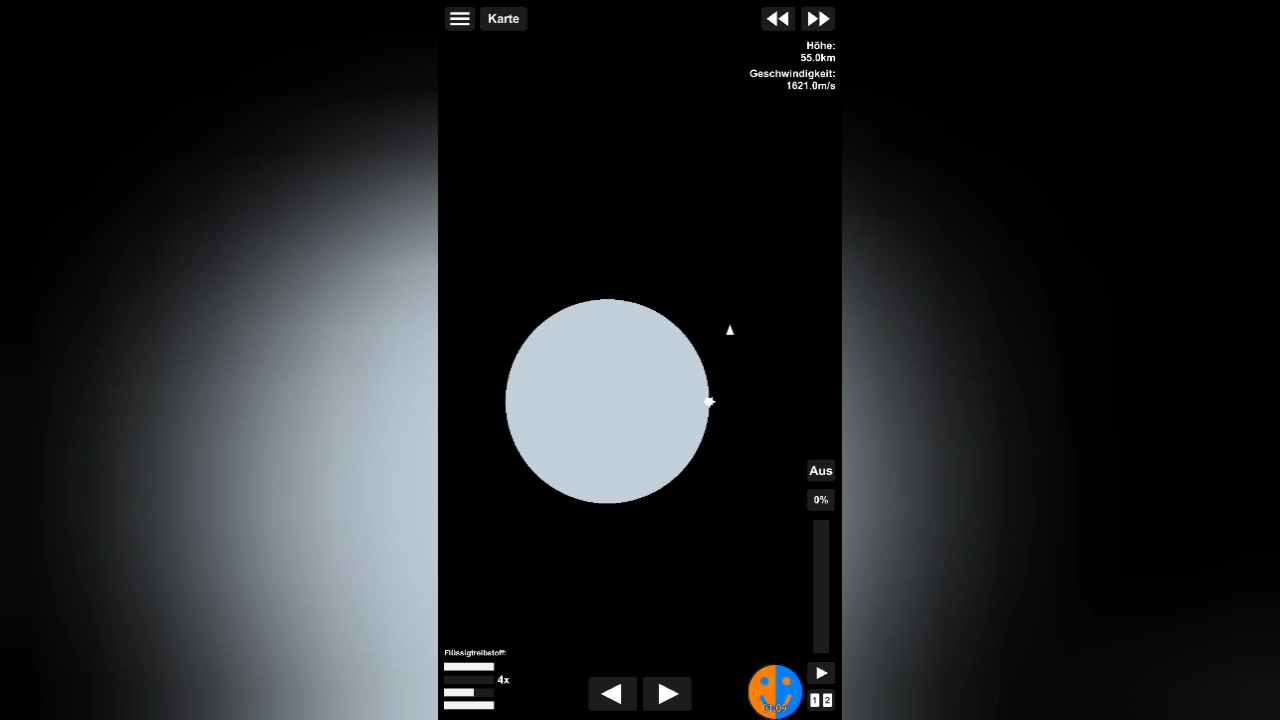 Karte
Höhe:
55.0km
Geschwindigkeit:
1621.0m/s
Aus
0%
Flüssigtreibstoff:
4x
1 2